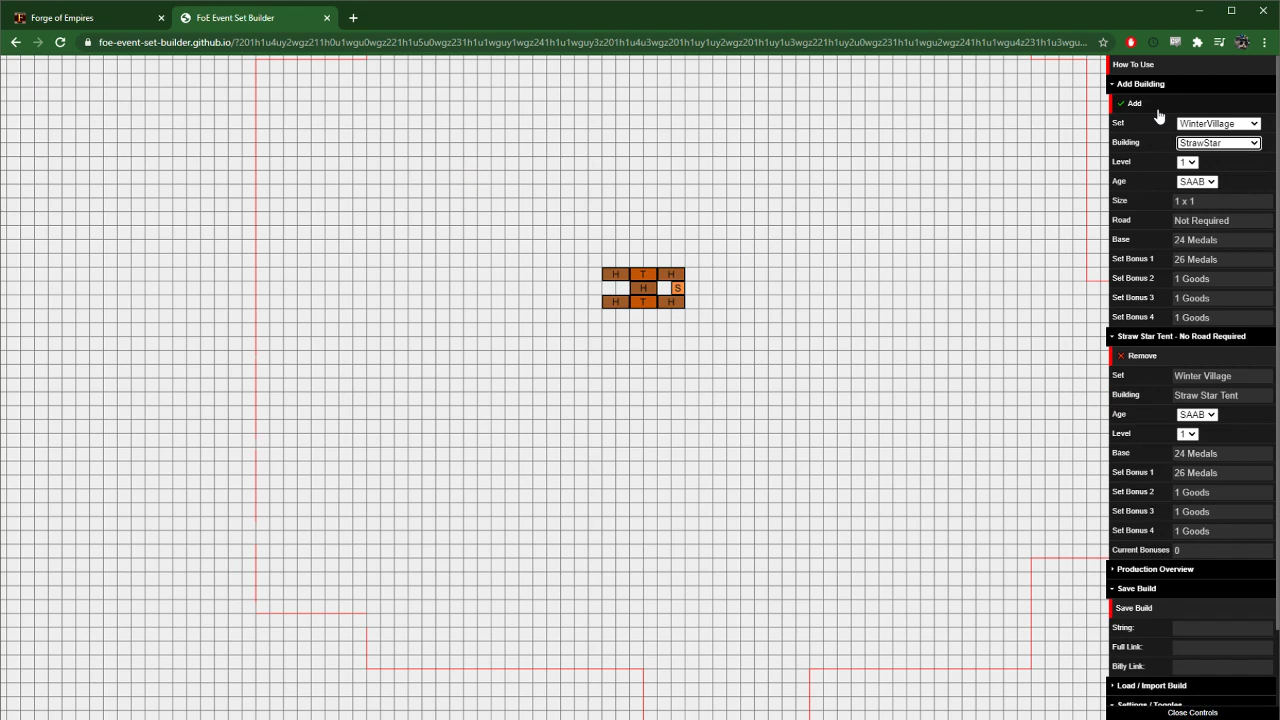 Forge of Empires
FoE Event Set Builder
foe-event-set-builder.github.io/?201h1u4uy2wgz211h0u1wgu0wgz221h1u5u0wgz231h1u1wguy1wgz241h1u1wguy3z201h1u4u3wgz201h1uy1uy2wgz201h1uy1uy0wgz221h1uy2u0wgz231h1u1wgu2wgz241h1u1wgu4z231h1u3wgu...
How To Use
Add Building
Add
Set WinterVillage
Building StrawStar
Level 1
Age SAAB
Size 1 x 1
Road Not Required
Base 24 Medals
Set Bonus 1 26 Medals
Set Bonus 2 1 Goods
Set Bonus 3 1 Goods
Set Bonus 4 1 Goods
H T H
H S
H T H
Straw Star Tent - No Road Required
Remove
Set Winter Village
Building Straw Star Tent
Age SAAB
Level 1
Base 24 Medals
Set Bonus 1 26 Medals
Set Bonus 2 1 Goods
Set Bonus 3 1 Goods
Set Bonus 4 1 Goods
Current Bonuses 0
Production Overview
Save Build
Save Build
String:
Full Link:
Bitly Link:
Load / Import Build
Settings / Toggles
Close Controls